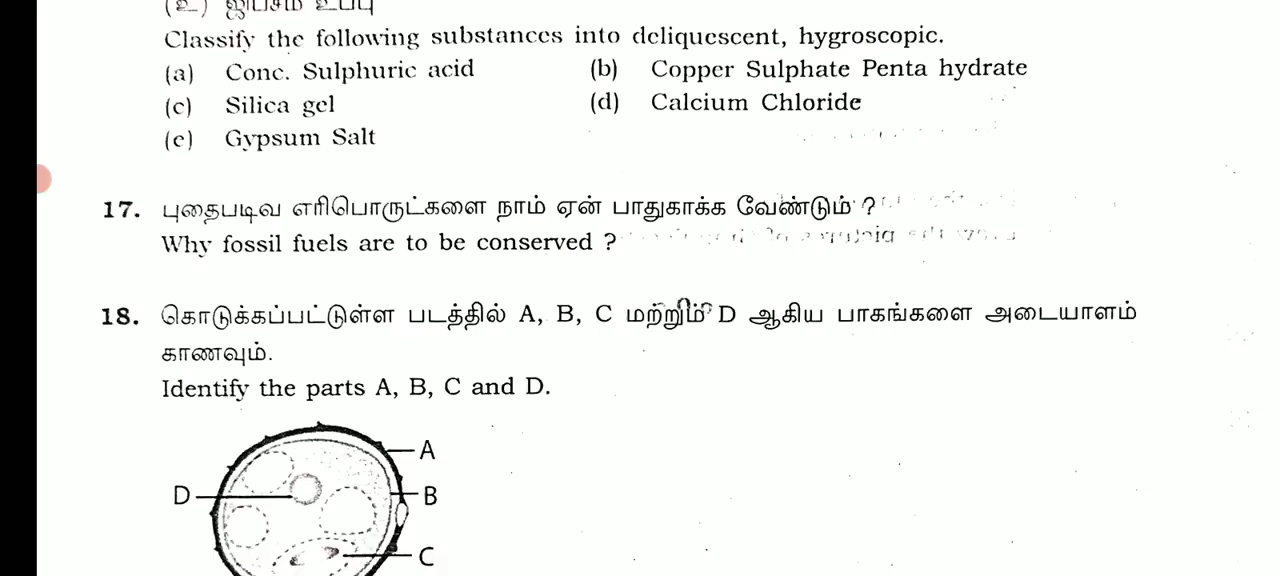 (உ) ஜிப்சம் உப்பு
Classify the following substances into deliquescent, hygroscopic.
(a) Conc. Sulphuric acid (b) Copper Sulphate Penta hydrate
(c) Silica gel (d) Calcium Chloride
(e) Gypsum Salt
17. புதைபடிவ எரிபொருட்களை நாம் ஏன் பாதுகாக்க வேண்டும் ?
Why fossil fuels are to be conserved ?
18. கொடுக்கப்பட்டுள்ள படத்தில் A, B, C மற்றும் D ஆகிய பாகங்களை அடையாளம்
காணவும்.
Identify the parts A, B, C and D.
A
D
B
C